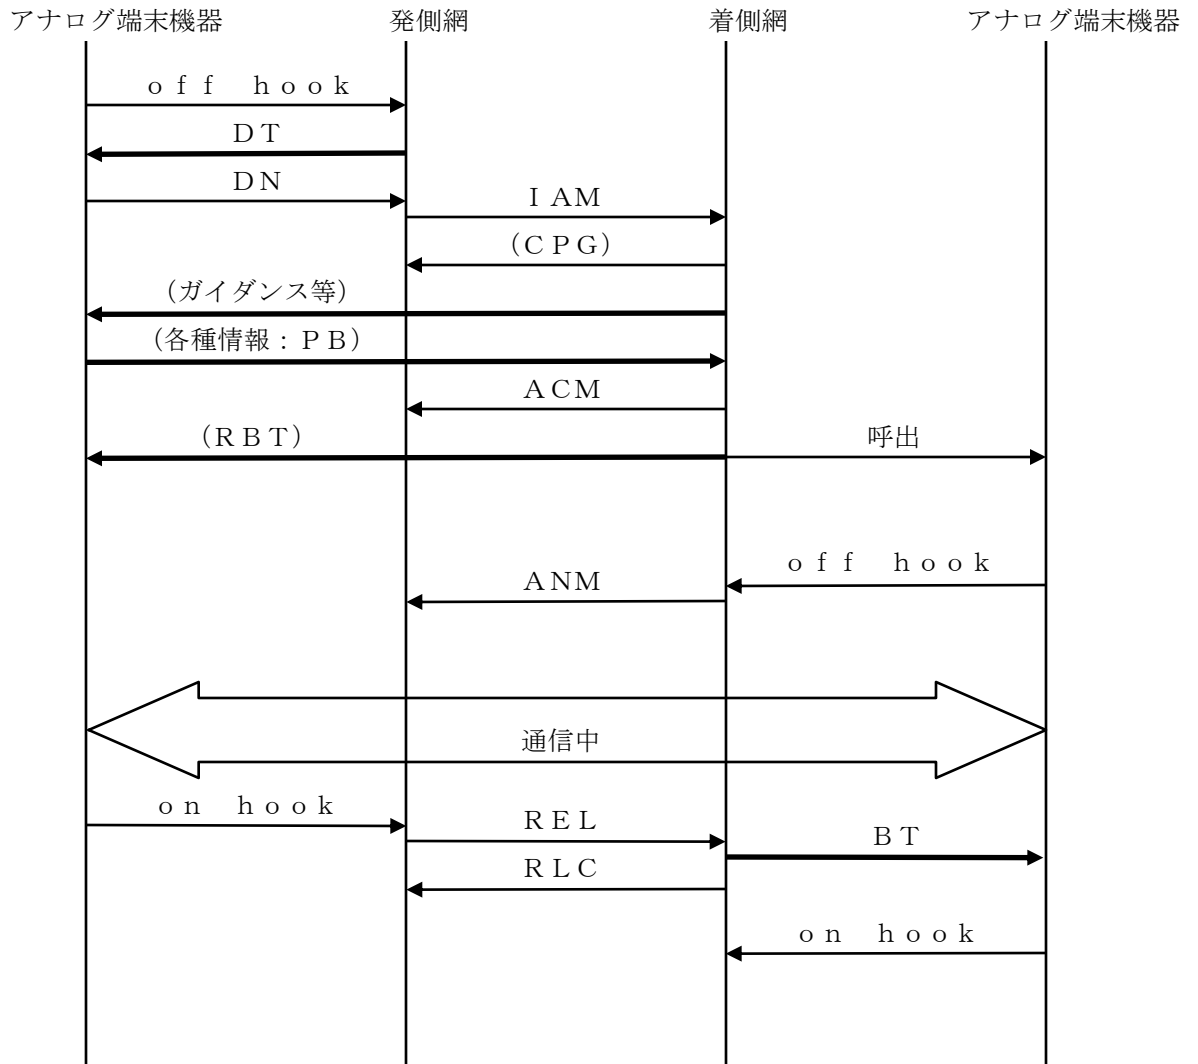 アナログ端末機器 発側網 着側網 アナログ端末機器
ｏｆｆ　ｈｏｏｋ
ＤＴ
ＤＮ
ＩＡＭ
（ＣＰＧ）
（ガイダンス等）
（各種情報：ＰＢ）
ＡＣＭ
（ＲＢＴ） 呼出
ｏｆｆ　ｈｏｏｋ
ＡＮＭ
通信中
ｏｎ　ｈｏｏｋ
ＲＥＬ
ＢＴ
ＲＬＣ
ｏｎ　ｈｏｏｋ